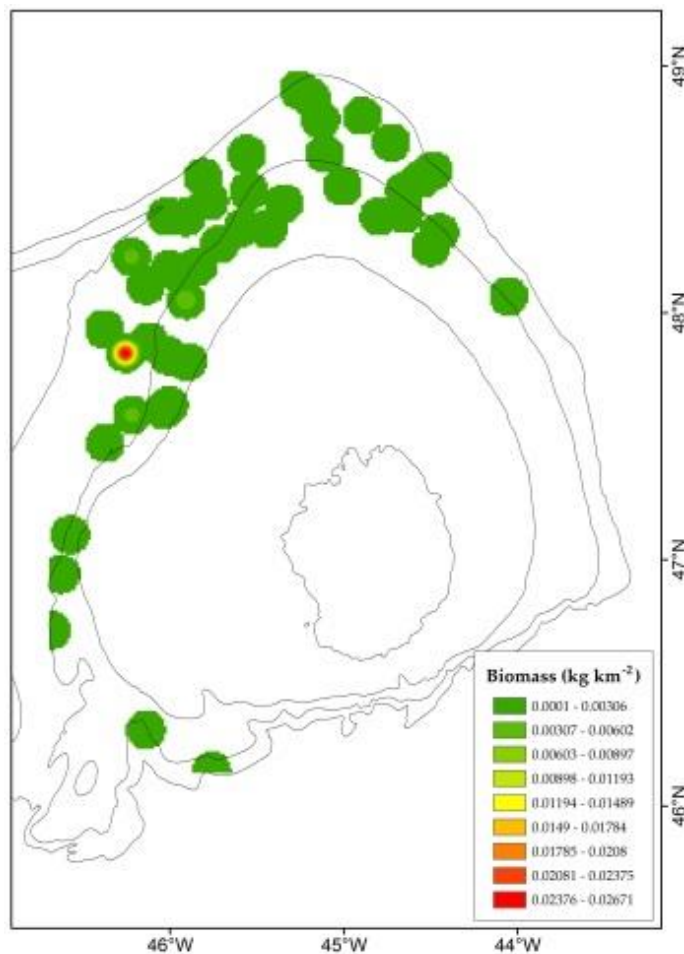 49°N
48°N
47°N
46°N
Biomass (kg km⁻²)
0.0001 - 0.00306
0.00307 - 0.00602
0.00603 - 0.00897
0.00898 - 0.01193
0.01194 - 0.01489
0.0149 - 0.01784
0.01785 - 0.0208
0.02081 - 0.02375
0.02376 - 0.02671
46°W 45°W 44°W